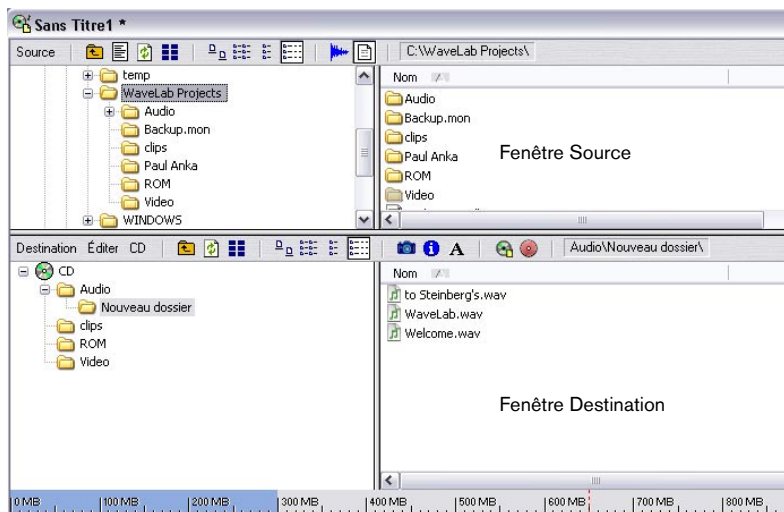 Sans Titre1 *
Source C:\WaveLab Projects\
temp
WaveLab Projects
Audio
Backup.mon
clips
Paul Anka
ROM
Video
WINDOWS
Nom
Audio
Backup.mon
clips
Paul Anka
ROM
Video
Fenêtre Source
Destination Éditer CD A Audio\Nouveau dossier\
CD
Audio
Nouveau dossier
clips
ROM
Video
Nom
to Steinberg's.wav
WaveLab.wav
Welcome.wav
Fenêtre Destination
0 MB 100 MB 200 MB 300 MB 400 MB 500 MB 600 MB 700 MB 800 MB